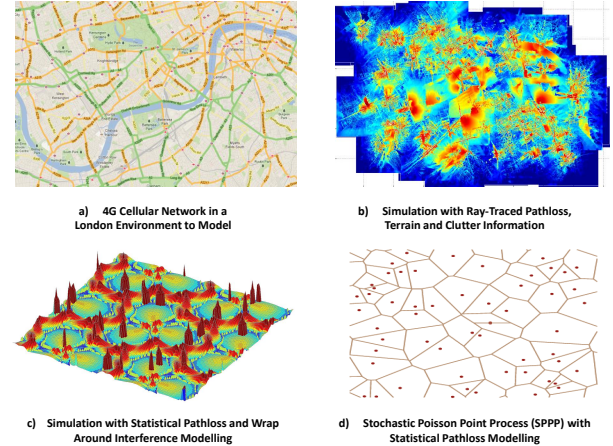 a) 4G Cellular Network in a
London Environment to Model
b) Simulation with Ray-Traced Pathloss,
Terrain and Clutter Information
c) Simulation with Statistical Pathloss and Wrap
Around Interference Modelling
d) Stochastic Poisson Point Process (SPPP) with
Statistical Pathloss Modelling